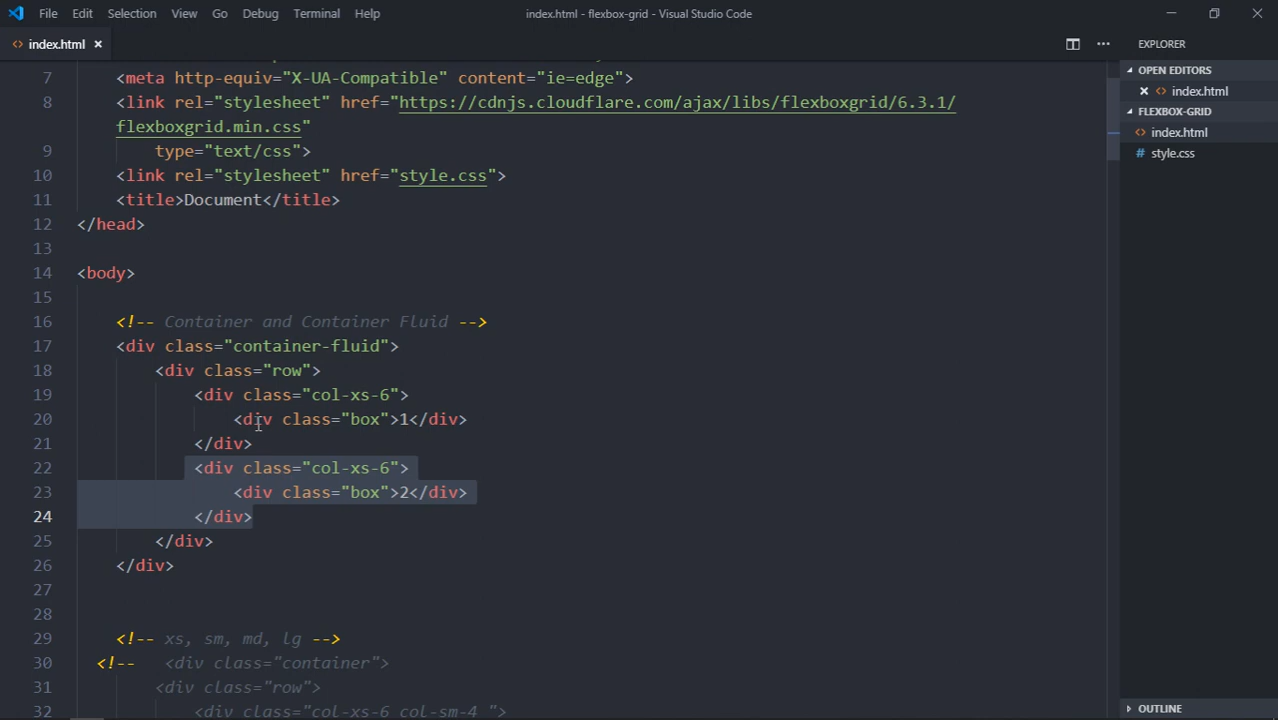 File Edit Selection View Go Debug Terminal Help
index.html - flexbox-grid - Visual Studio Code
index.html
EXPLORER
OPEN EDITORS
index.html
FLEXBOX-GRID
index.html
style.css
7 <meta http-equiv="X-UA-Compatible" content="ie=edge">
8 <link rel="stylesheet" href="https://cdnjs.cloudflare.com/ajax/libs/flexboxgrid/6.3.1/
flexboxgrid.min.css"
9 type="text/css">
10 <link rel="stylesheet" href="style.css">
11 <title>Document</title>
12 </head>
13
14 <body>
15
16 <!-- Container and Container Fluid -->
17 <div class="container-fluid">
18 <div class="row">
19 <div class="col-xs-6">
20 <div class="box">1</div>
21 </div>
22 <div class="col-xs-6">
23 <div class="box">2</div>
24 </div>
25 </div>
26 </div>
27
28
29 <!-- xs, sm, md, lg -->
30 <!-- <div class="container">
31 <div class="row">
32 <div class="col-xs-6 col-sm-4 ">
OUTLINE